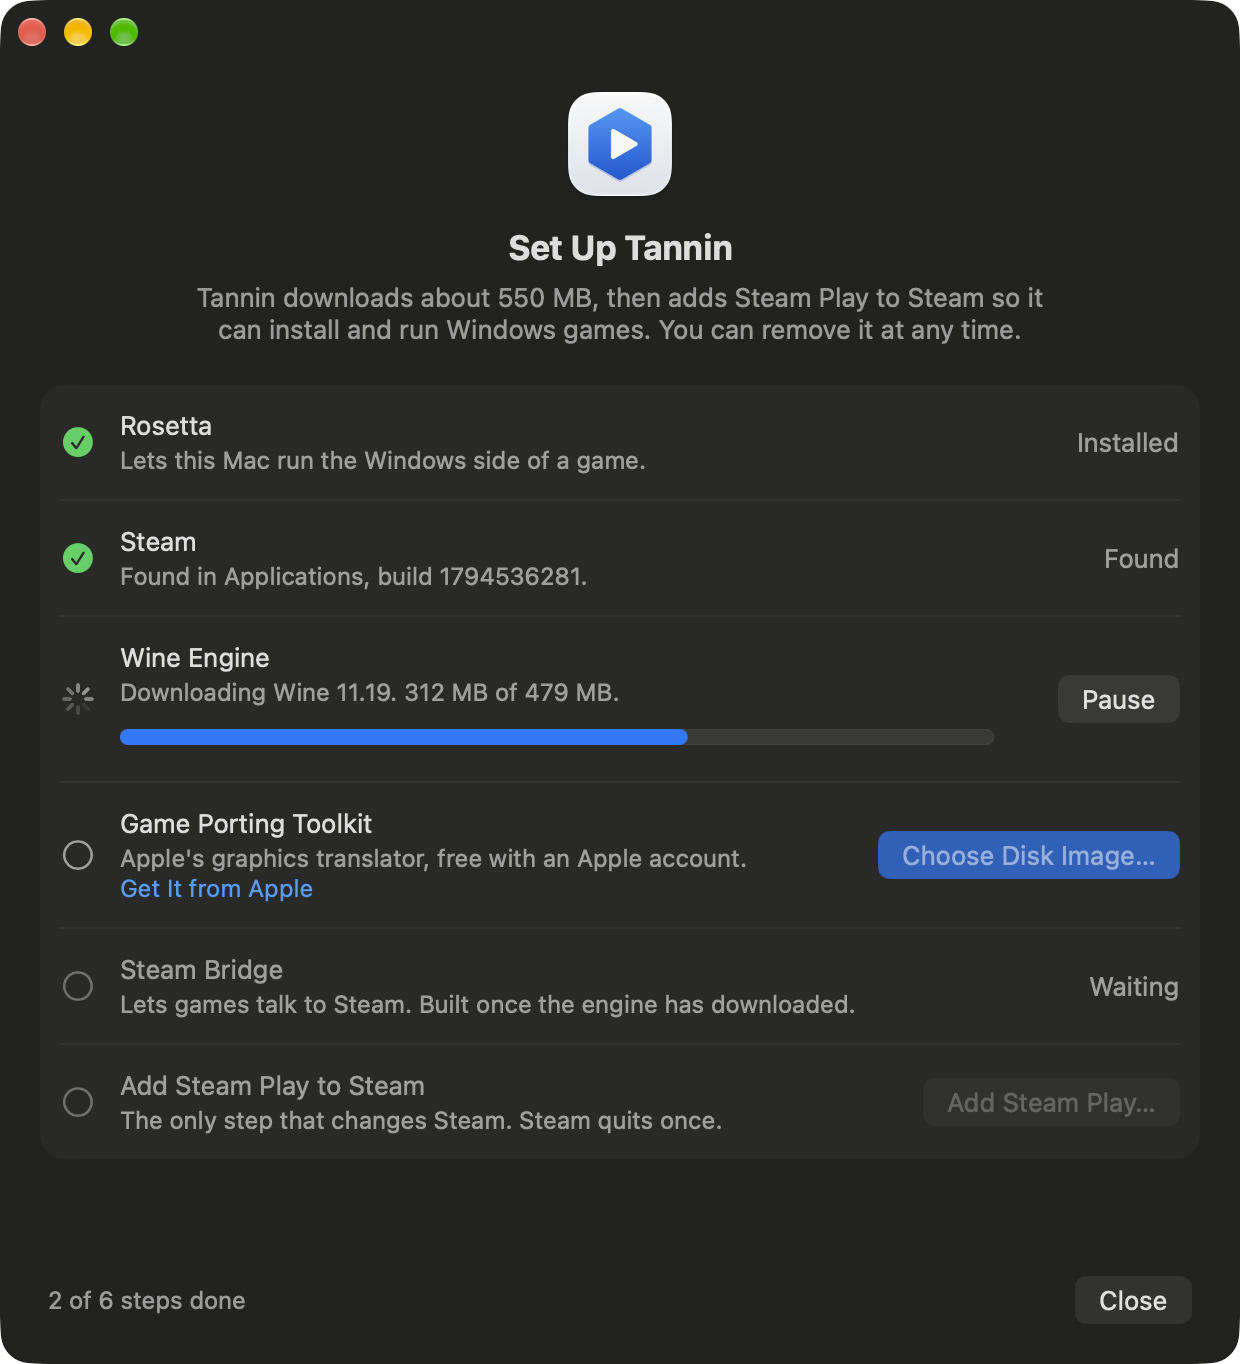 Set Up Tannin
Tannin downloads about 550 MB, then adds Steam Play to Steam so it
can install and run Windows games. You can remove it at any time.
Rosetta
Lets this Mac run the Windows side of a game.
Installed
Steam
Found in Applications, build 1794536281.
Found
Wine Engine
Downloading Wine 11.19. 312 MB of 479 MB.
Pause
Game Porting Toolkit
Apple's graphics translator, free with an Apple account.
Get It from Apple
Choose Disk Image...
Steam Bridge
Lets games talk to Steam. Built once the engine has downloaded.
Waiting
Add Steam Play to Steam
The only step that changes Steam. Steam quits once.
Add Steam Play...
2 of 6 steps done
Close